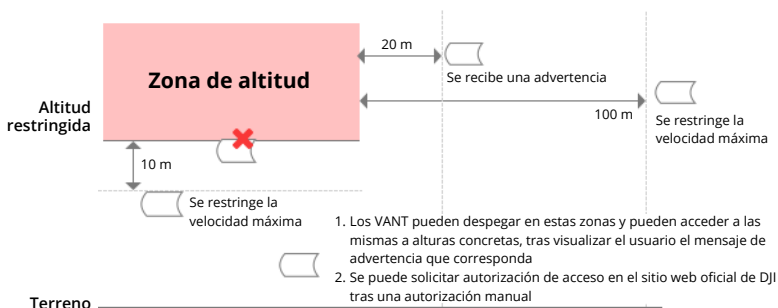 20 m
Zona de altitud
Se recibe una advertencia
Altitud
restringida
100 m
Se restringe la
velocidad máxima
10 m
Se restringe la
velocidad máxima
1. Los VANT pueden despegar en estas zonas y pueden acceder a las
mismas a alturas concretas, tras visualizar el usuario el mensaje de
advertencia que corresponda
2. Se puede solicitar autorización de acceso en el sitio web oficial de DJI
tras una autorización manual
Terreno